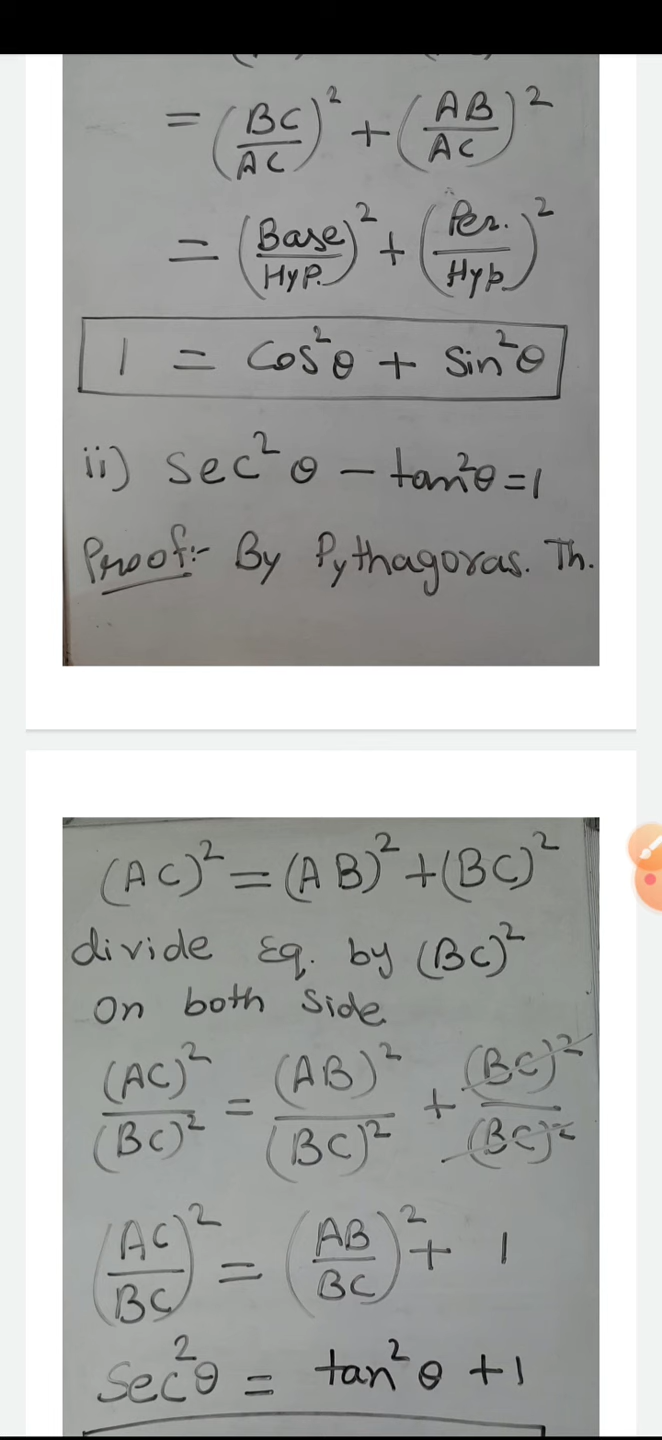 = (BC/AC)² + (AB/AC)²
= (Base/Hyp.)² + (Per./Hyp)²
1 = Cos²θ + Sin²θ
ii) Sec²θ - tan²θ = 1
Proof:- By Pythagoras. Th.
(AC)² = (AB)² + (BC)²
divide Eq. by (BC)²
on both side
(AC)²/(BC)² = (AB)²/(BC)² + (BC)²/(BC)²
(AC/BC)² = (AB/BC)² + 1
Sec²θ = tan²θ + 1